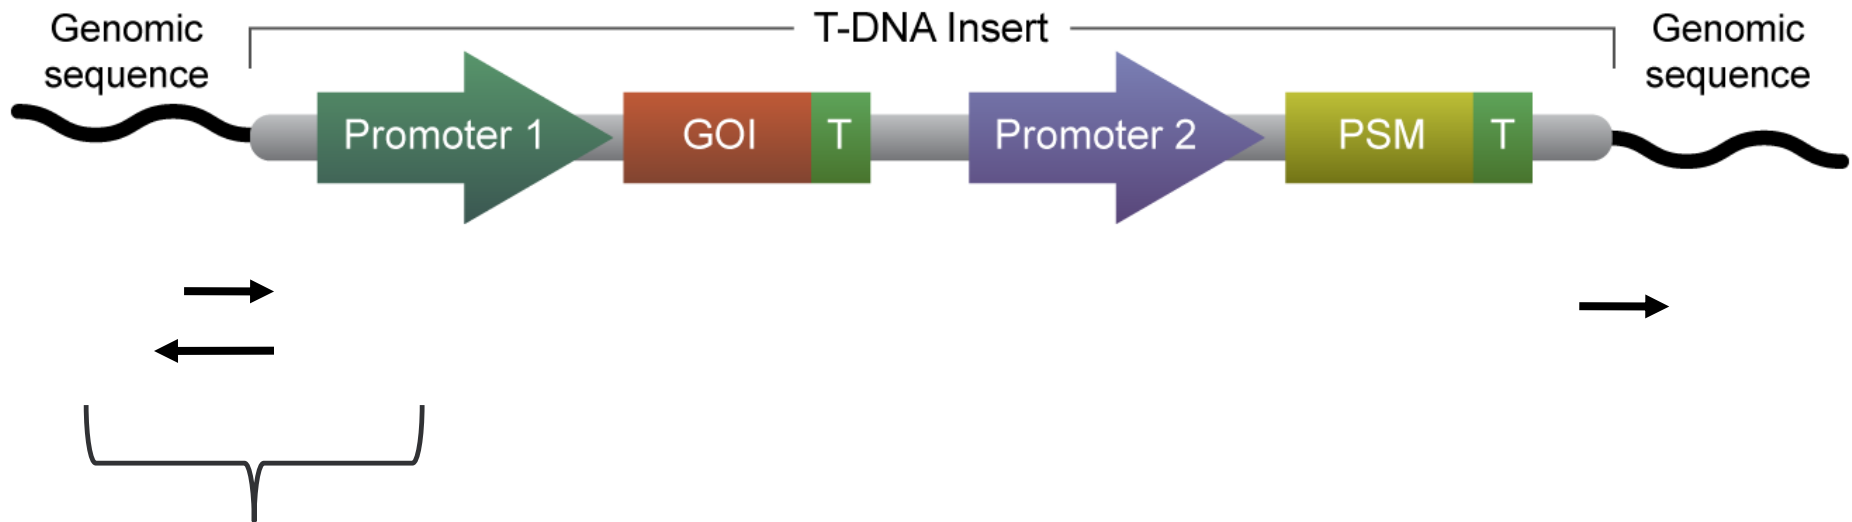 Genomic
sequence
T-DNA Insert
Genomic
sequence
Promoter 1
GOI
T
Promoter 2
PSM
T